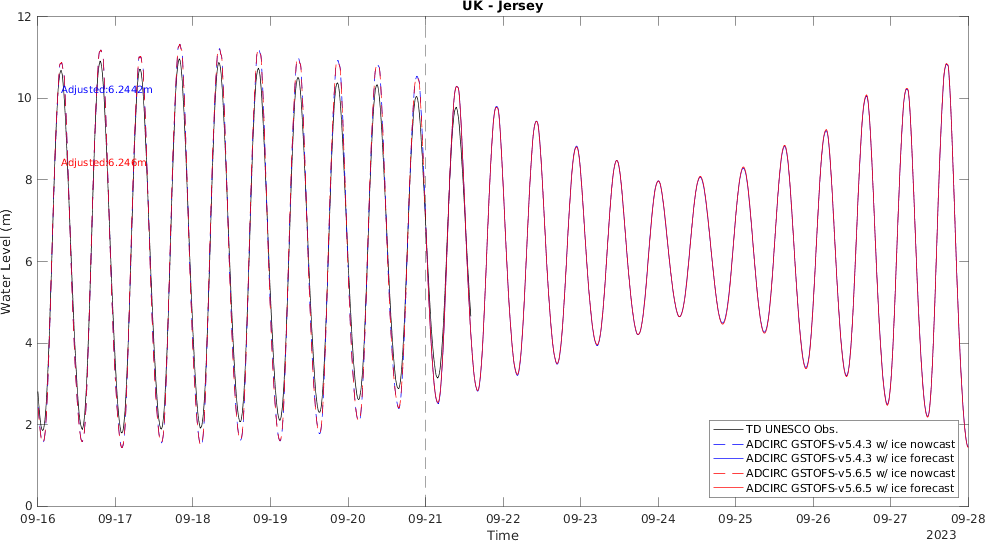 UK - Jersey
12
10
8
6
4
2
0
Water Level (m)
Adjusted:6.2442m
Adjusted:6.246m
TD UNESCO Obs.
ADCIRC GSTOFS-v5.4.3 w/ ice nowcast
ADCIRC GSTOFS-v5.4.3 w/ ice forecast
ADCIRC GSTOFS-v5.6.5 w/ ice nowcast
ADCIRC GSTOFS-v5.6.5 w/ ice forecast
09-16 09-17 09-18 09-19 09-20 09-21 09-22 09-23 09-24 09-25 09-26 09-27 09-28
Time
2023